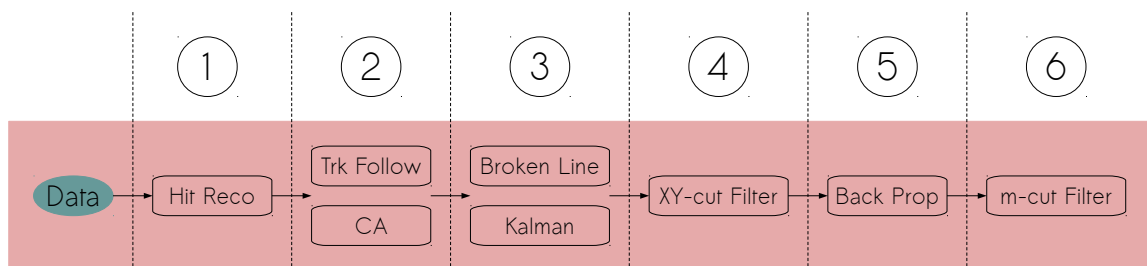 1 2 3 4 5 6
Data
Hit Reco
Trk Follow
CA
Broken Line
Kalman
XY-cut Filter
Back Prop
m-cut Filter